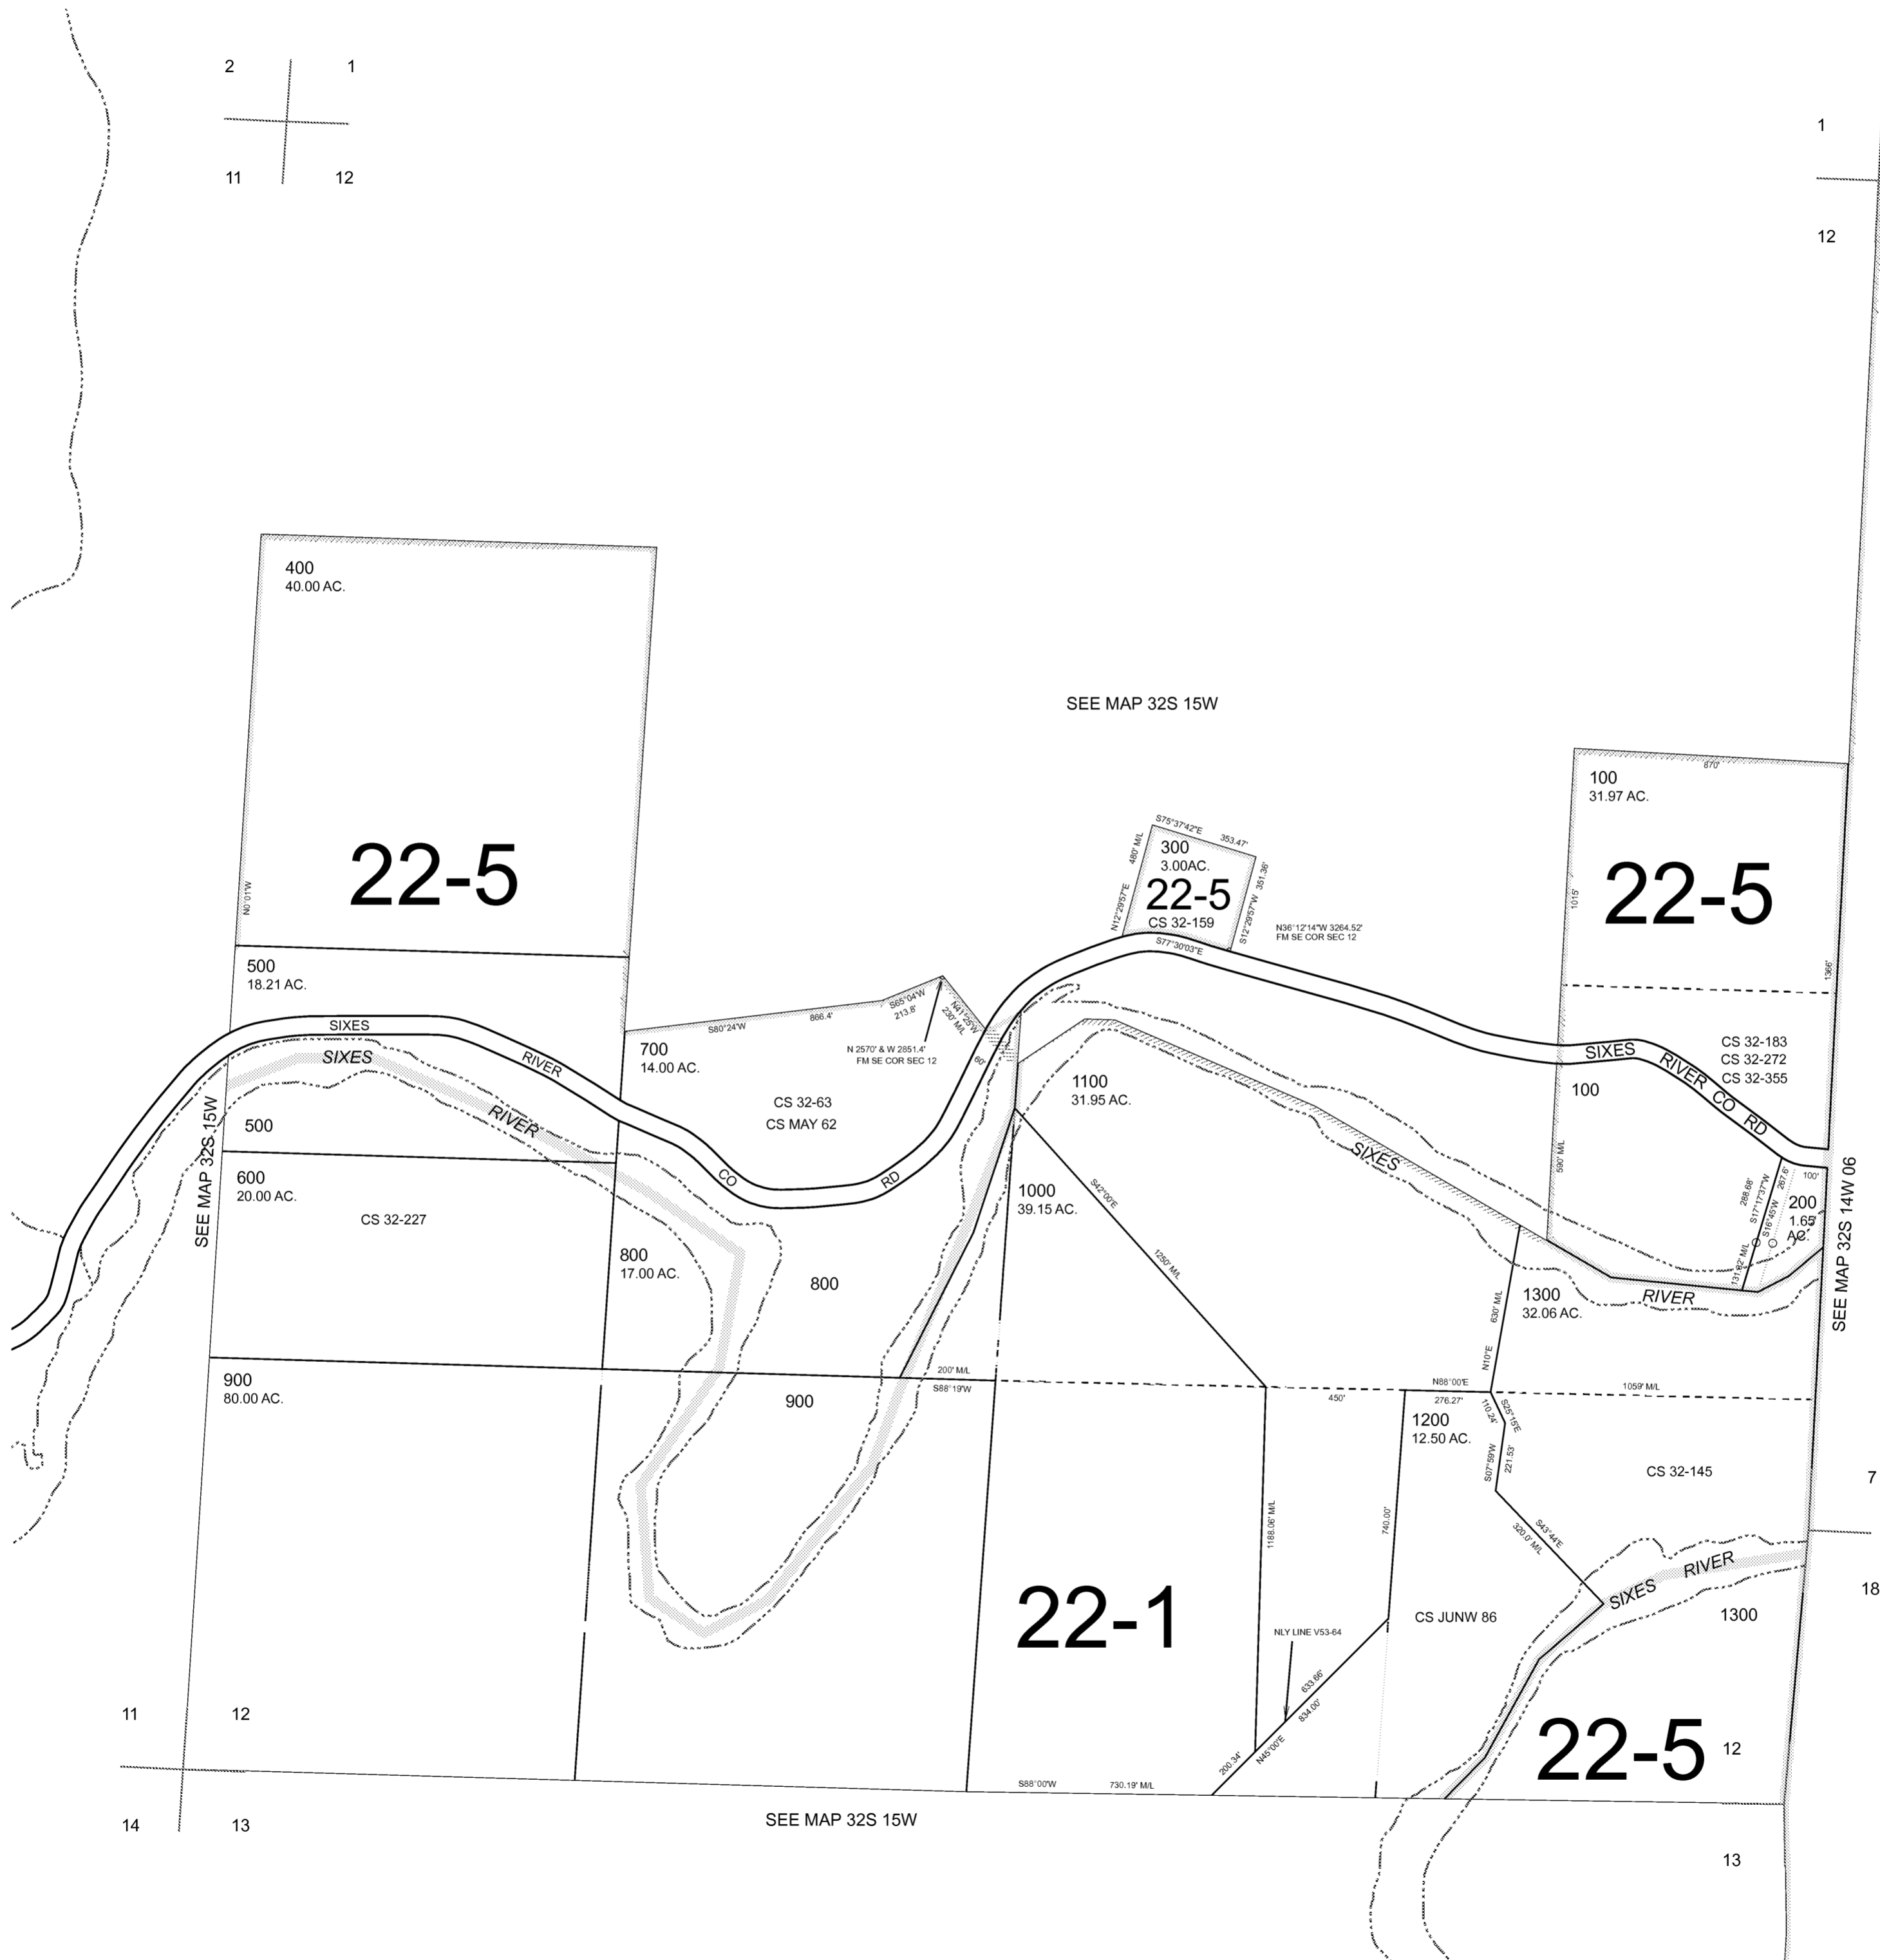 2 1
11 12
1
12
400
40.00 AC.
22-5
N0°01'W
SEE MAP 32S 15W
100
31.97 AC.
870'
22-5
1015'
1366'
S75°37'42"E 353.47'
480' M/L
N12°29'57"E
300
3.00AC.
22-5
CS 32-159
S12°29'57"W 351.36'
S77°30'03"E
N36°12'14"W 3264.52'
FM SE COR SEC 12
500
18.21 AC.
SIXES
RIVER
CO
RD
SIXES
RIVER
S80°24'W 866.4'
S65°04'W
213.8'
N41°25'W
230' M/L
60'
N 2570' & W 2851.4'
FM SE COR SEC 12
700
14.00 AC.
CS 32-63
CS MAY 62
1100
31.95 AC.
SIXES
RIVER
CO
RD
CS 32-183
CS 32-272
CS 32-355
100
590' M/L
SEE MAP 32S 15W
500
600
20.00 AC.
CS 32-227
800
17.00 AC.
800
1000
39.15 AC.
S42°00'E
1250' M/L
SIXES
RIVER
288.68'
S17°17'37"W
S16°45'W
267.6'
131.82' M/L
100'
200
1.65
AC.
SEE MAP 32S 14W 06
630' M/L
N10°E
1300
32.06 AC.
900
80.00 AC.
900
200' M/L
S88°19'W
450'
N88°00'E
276.27'
1059' M/L
110.24'
S25°15'E
1200
12.50 AC.
S07°59'W
221.53'
CS 32-145
7
S43°44'E
320.0' M/L
740.00'
1188.06' M/L
22-1
NLY LINE V53-64
CS JUNW 86
SIXES RIVER
18
1300
633.66'
834.00'
200.34'
N45°00'E
22-5
12
11 12
S88°00'W 730.19' M/L
SEE MAP 32S 15W
14 13
13